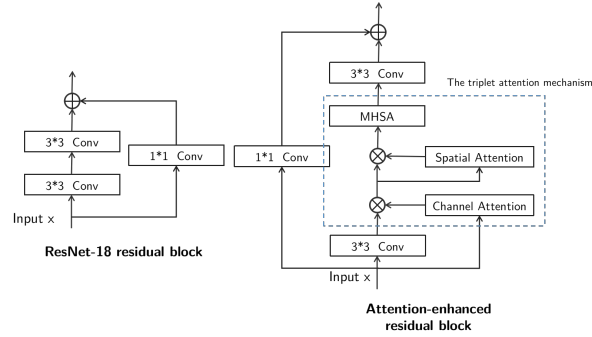 3*3 Conv
3*3 Conv
1*1 Conv
Input x
ResNet-18 residual block
3*3 Conv
The triplet attention mechanism
MHSA
1*1 Conv
Spatial Attention
Channel Attention
3*3 Conv
Input x
Attention-enhanced
residual block